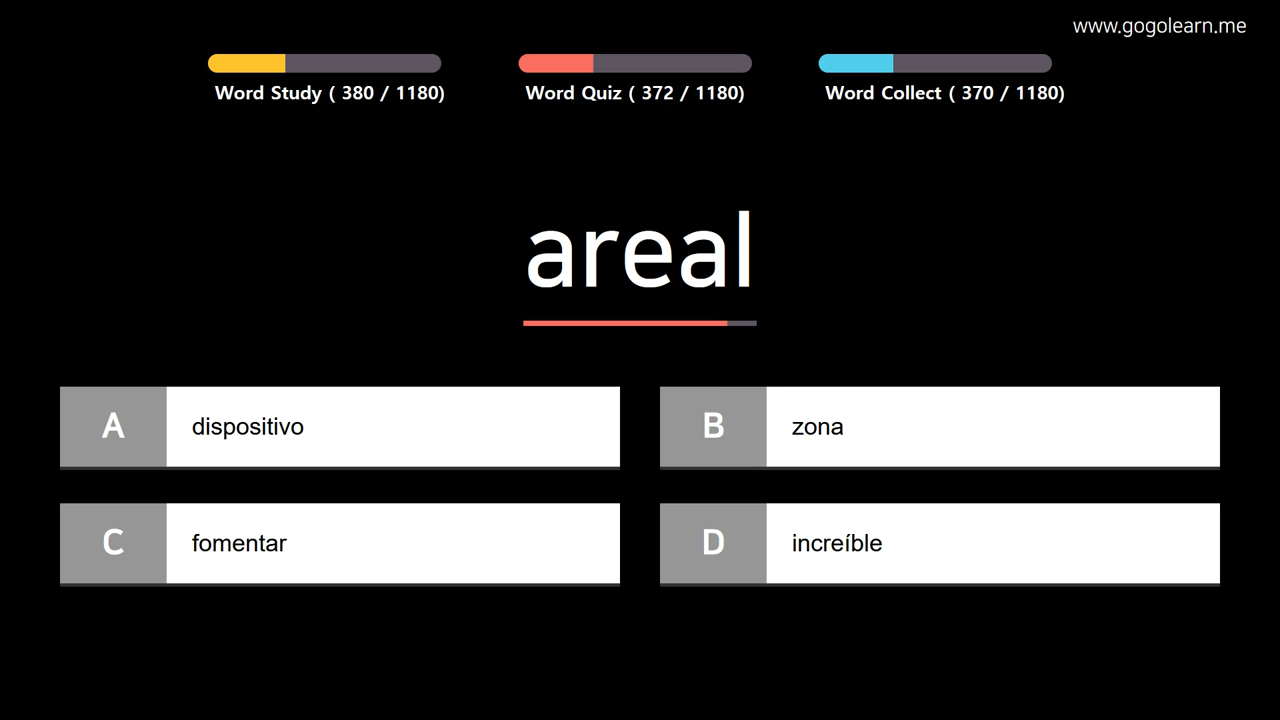 www.gogolearn.me
Word Study ( 380 / 1180)
Word Quiz ( 372 / 1180)
Word Collect ( 370 / 1180)
areal
A dispositivo
B zona
C fomentar
D increíble